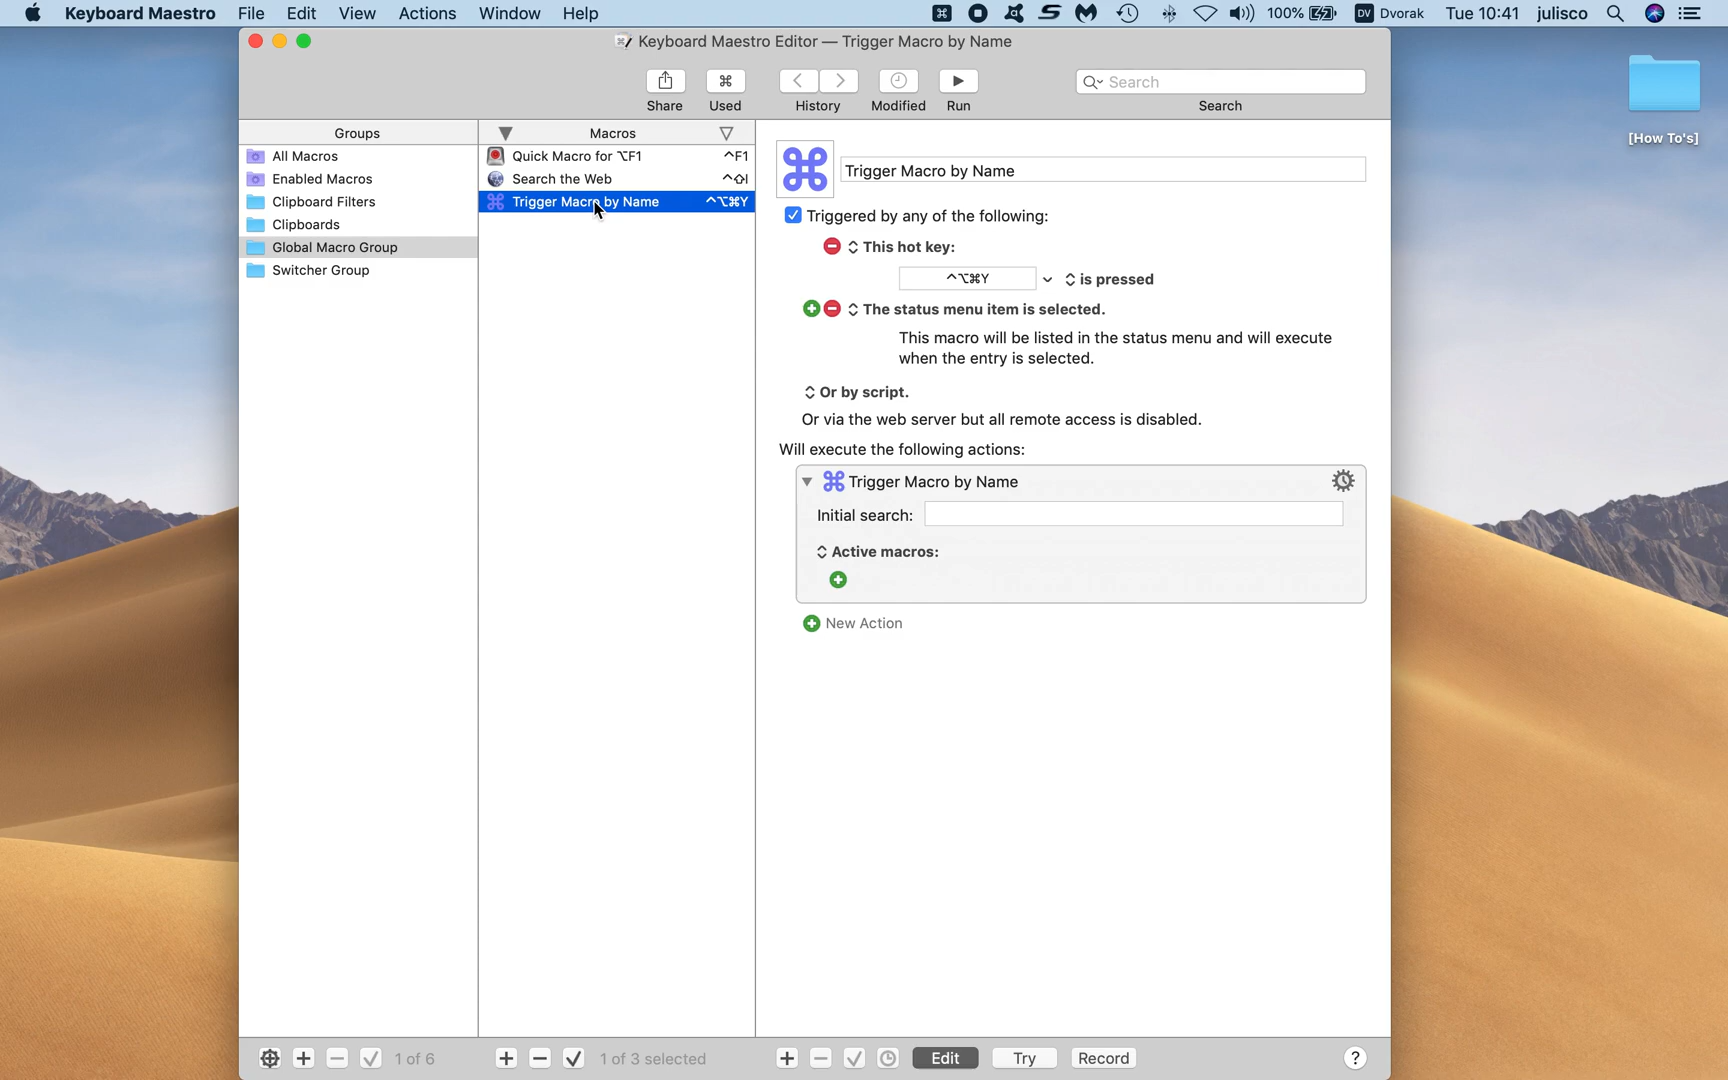 Keyboard Maestro File Edit View Actions Window Help 100% DV Dvorak Tue 10:41 julisco
Keyboard Maestro Editor — Trigger Macro by Name
Share Used History Modified Run Search
Search
[How To's]
Groups
All Macros
Enabled Macros
Clipboard Filters
Clipboards
Global Macro Group
Switcher Group
Macros
Quick Macro for ⌥F1 ^F1
Search the Web ^⇧I
Trigger Macro by Name ^⌥⌘Y
Trigger Macro by Name
Triggered by any of the following:
This hot key:
^⌥⌘Y is pressed
The status menu item is selected.
This macro will be listed in the status menu and will execute
when the entry is selected.
Or by script.
Or via the web server but all remote access is disabled.
Will execute the following actions:
Trigger Macro by Name
Initial search:
Active macros:
New Action
1 of 6
1 of 3 selected
Edit Try Record ?